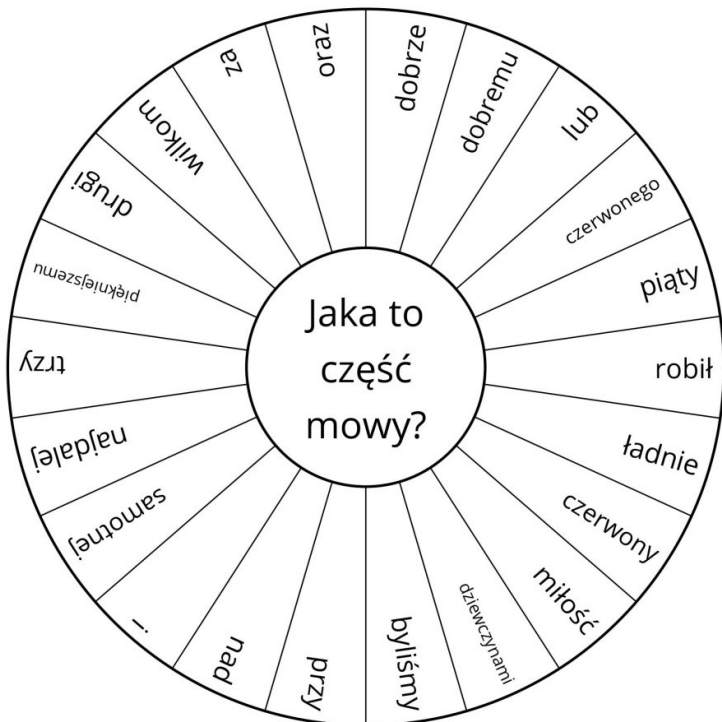 Jaka to
część
mowy?
dobrze
dobremu
lub
czerwonego
piąty
robił
ładnie
czerwony
miłość
dziewczynami
byliśmy
przy
nad
i
samotnej
najdalej
trzy
piękniejszemu
drugi
wilkom
za
oraz